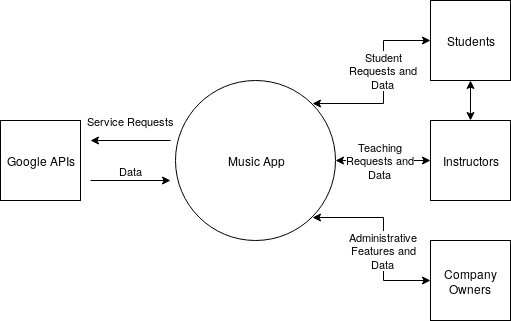 Students
Student
Requests and
Data
Service Requests
Google APIs
Data
Music App
Teaching
Requests and
Data
Instructors
Administrative
Features and
Data
Company
Owners